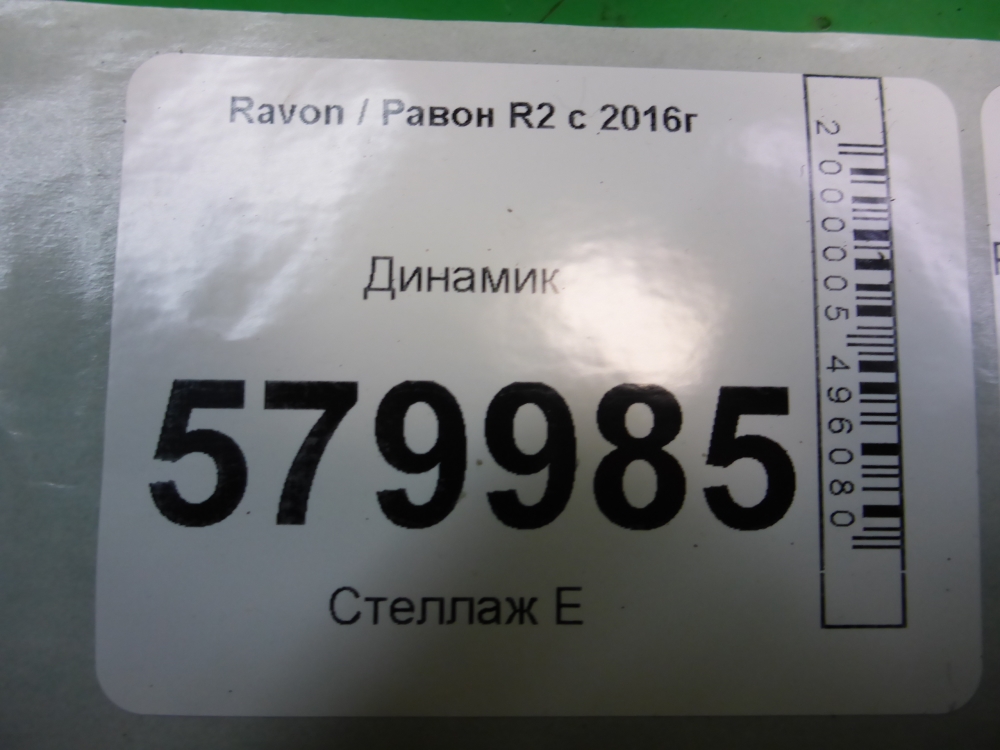 Ravon / Равон R2 с 2016г
Динамик
579985
Стеллаж Е
2000005496080